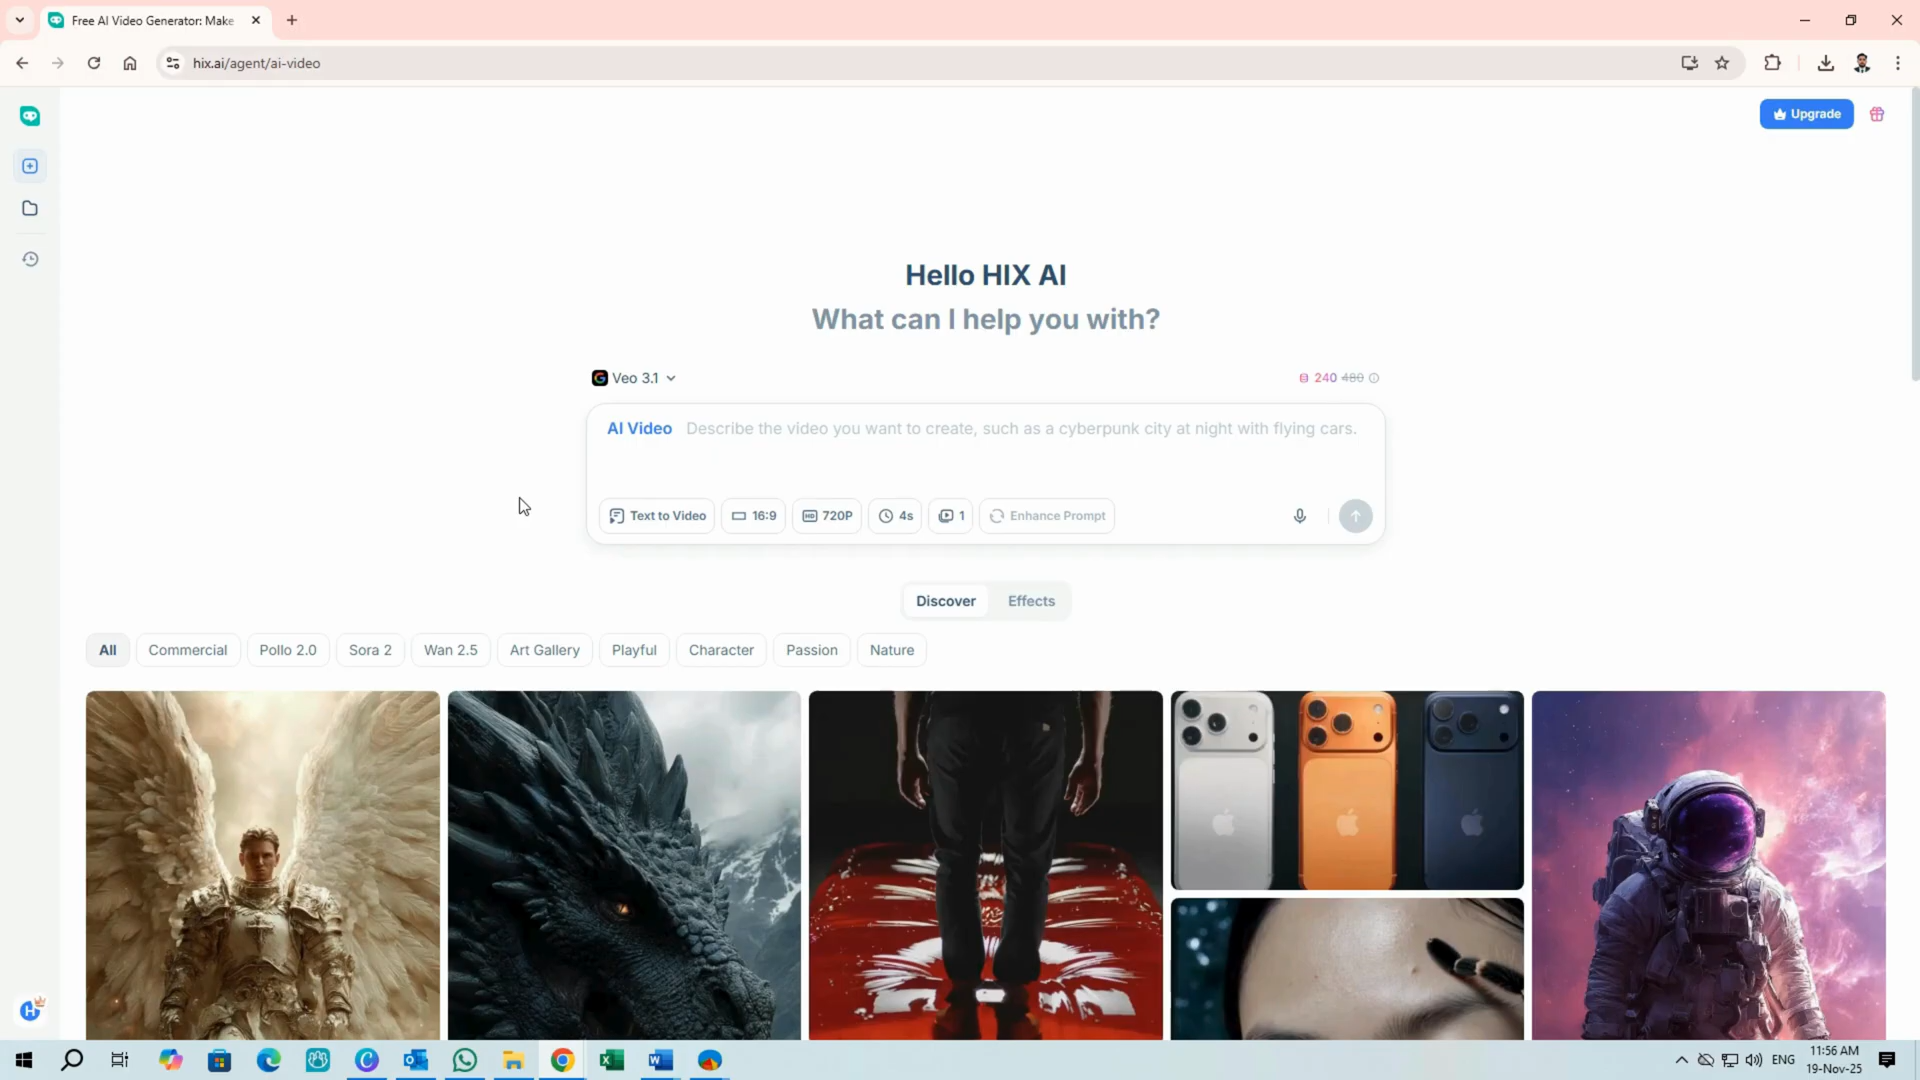 Free AI Video Generator: Make
hix.ai/agent/ai-video
Upgrade
Hello HIX AI
What can I help you with?
Veo 3.1
240 480
AI Video Describe the video you want to create, such as a cyberpunk city at night with flying cars.
Text to Video 16:9 HD 720P 4s 1 Enhance Prompt
Discover Effects
All Commercial Pollo 2.0 Sora 2 Wan 2.5 Art Gallery Playful Character Passion Nature
H
ENG 11:56 AM
19-Nov-25